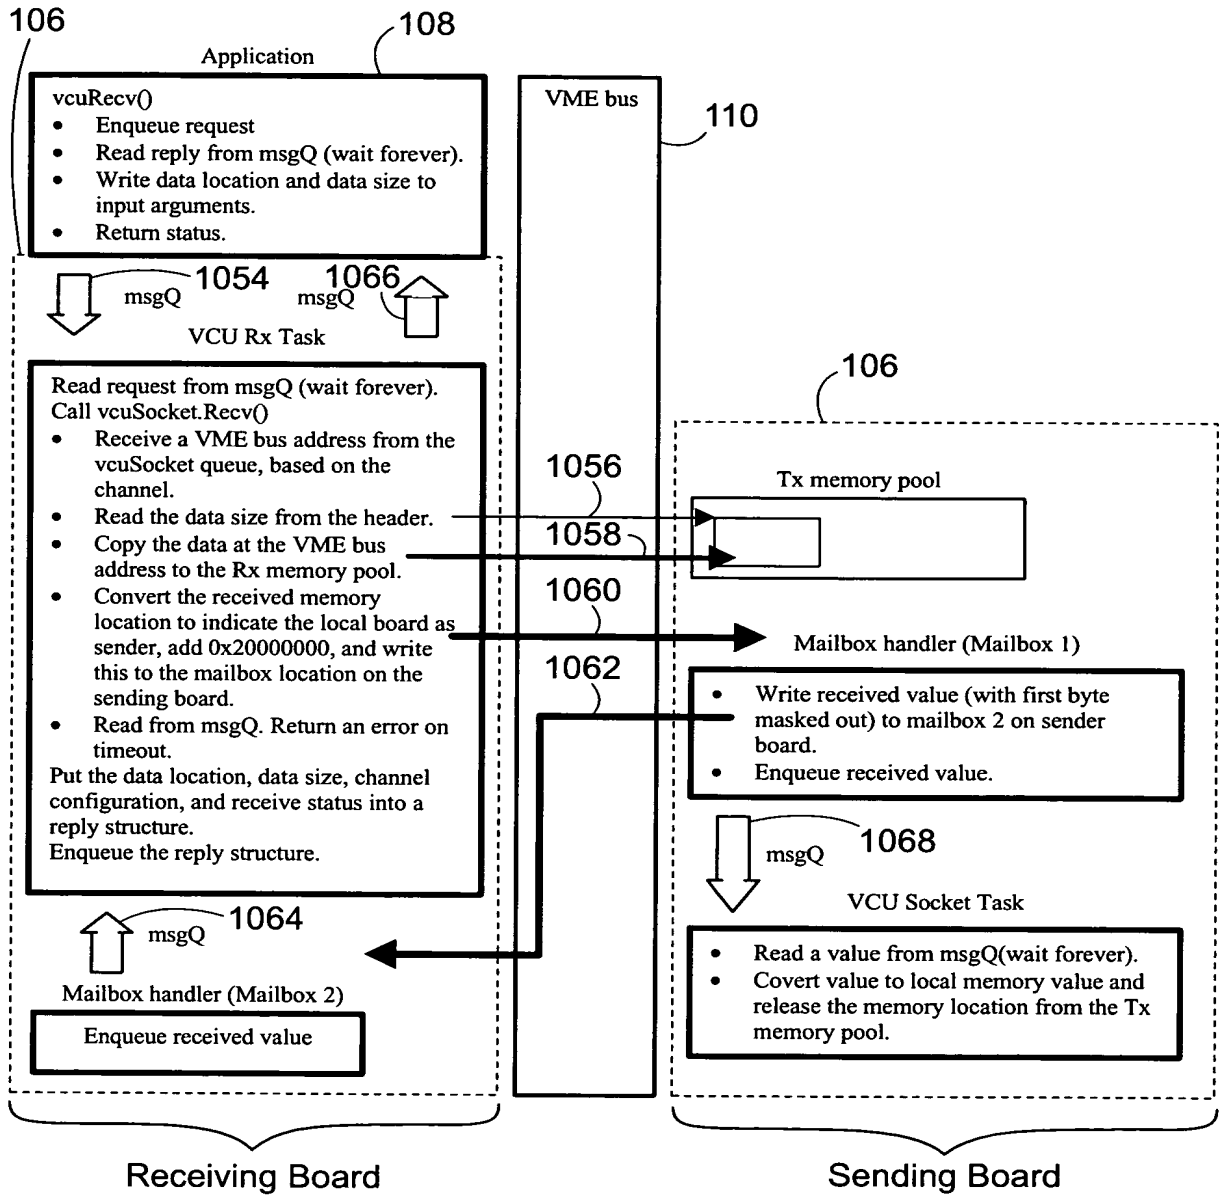 106
108
Application
vcuRecv()
• Enqueue request
• Read reply from msgQ (wait forever).
• Write data location and data size to
input arguments.
• Return status.
VME bus
110
1054
msgQ
1066
msgQ
VCU Rx Task
Read request from msgQ (wait forever).
Call vcuSocket.Recv()
• Receive a VME bus address from the
vcuSocket queue, based on the
channel.
• Read the data size from the header.
• Copy the data at the VME bus
address to the Rx memory pool.
• Convert the received memory
location to indicate the local board as
sender, add 0x20000000, and write
this to the mailbox location on the
sending board.
• Read from msgQ. Return an error on
timeout.
Put the data location, data size, channel
configuration, and receive status into a
reply structure.
Enqueue the reply structure.
1056
1058
1060
1062
106
Tx memory pool
Mailbox handler (Mailbox 1)
• Write received value (with first byte
masked out) to mailbox 2 on sender
board.
• Enqueue received value.
1068
msgQ
VCU Socket Task
• Read a value from msgQ(wait forever).
• Covert value to local memory value and
release the memory location from the Tx
memory pool.
1064
msgQ
Mailbox handler (Mailbox 2)
Enqueue received value
Receiving Board
Sending Board